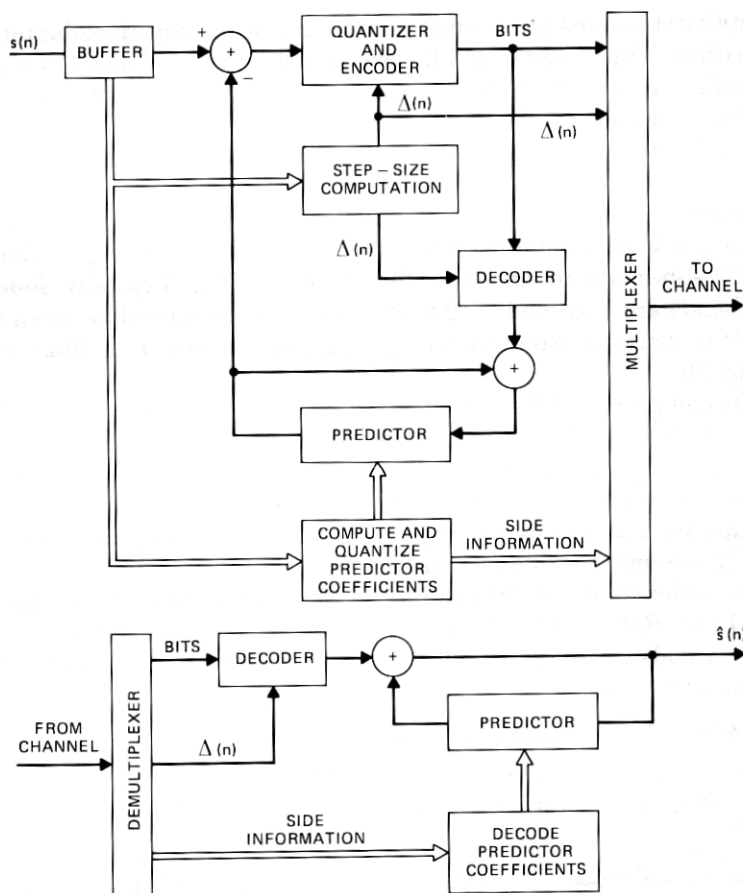 s(n)
BUFFER
+
+
−
QUANTIZER
AND
ENCODER
BITS
Δ(n)
Δ(n)
STEP – SIZE
COMPUTATION
Δ(n)
DECODER
+
PREDICTOR
COMPUTE AND
QUANTIZE
PREDICTOR
COEFFICIENTS
SIDE
INFORMATION
MULTIPLEXER
TO
CHANNEL
FROM
CHANNEL
DEMULTIPLEXER
BITS
DECODER
+
ŝ(n)
Δ(n)
PREDICTOR
SIDE
INFORMATION
DECODE
PREDICTOR
COEFFICIENTS